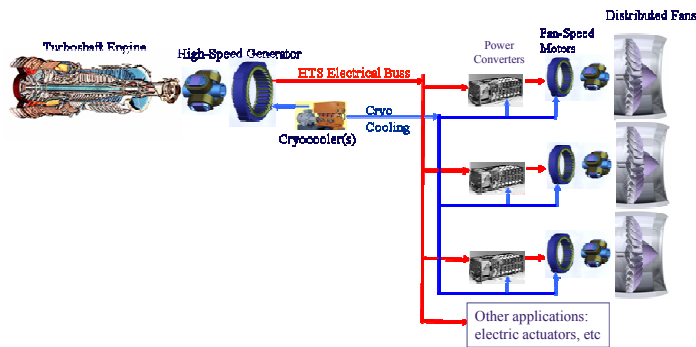 Distributed Fans
Turboshaft Engine
High-Speed Generator
Power
Converters
Fan-Speed
Motors
HTS Electrical Buss
Cryo
Cooling
Cryocooler(s)
Other applications:
electric actuators, etc